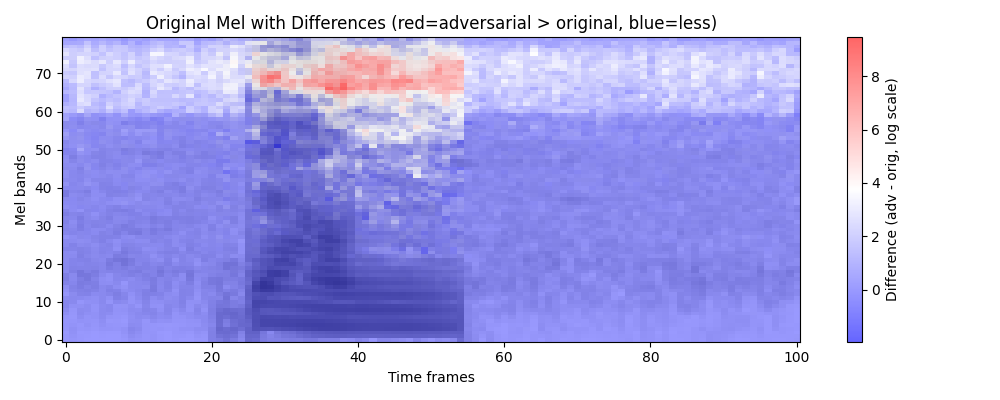 Original Mel with Differences (red=adversarial > original, blue=less)
Mel bands
70
60
50
40
30
20
10
0
0 20 40 60 80 100
Time frames
8
6
4
2
0
Difference (adv - orig, log scale)